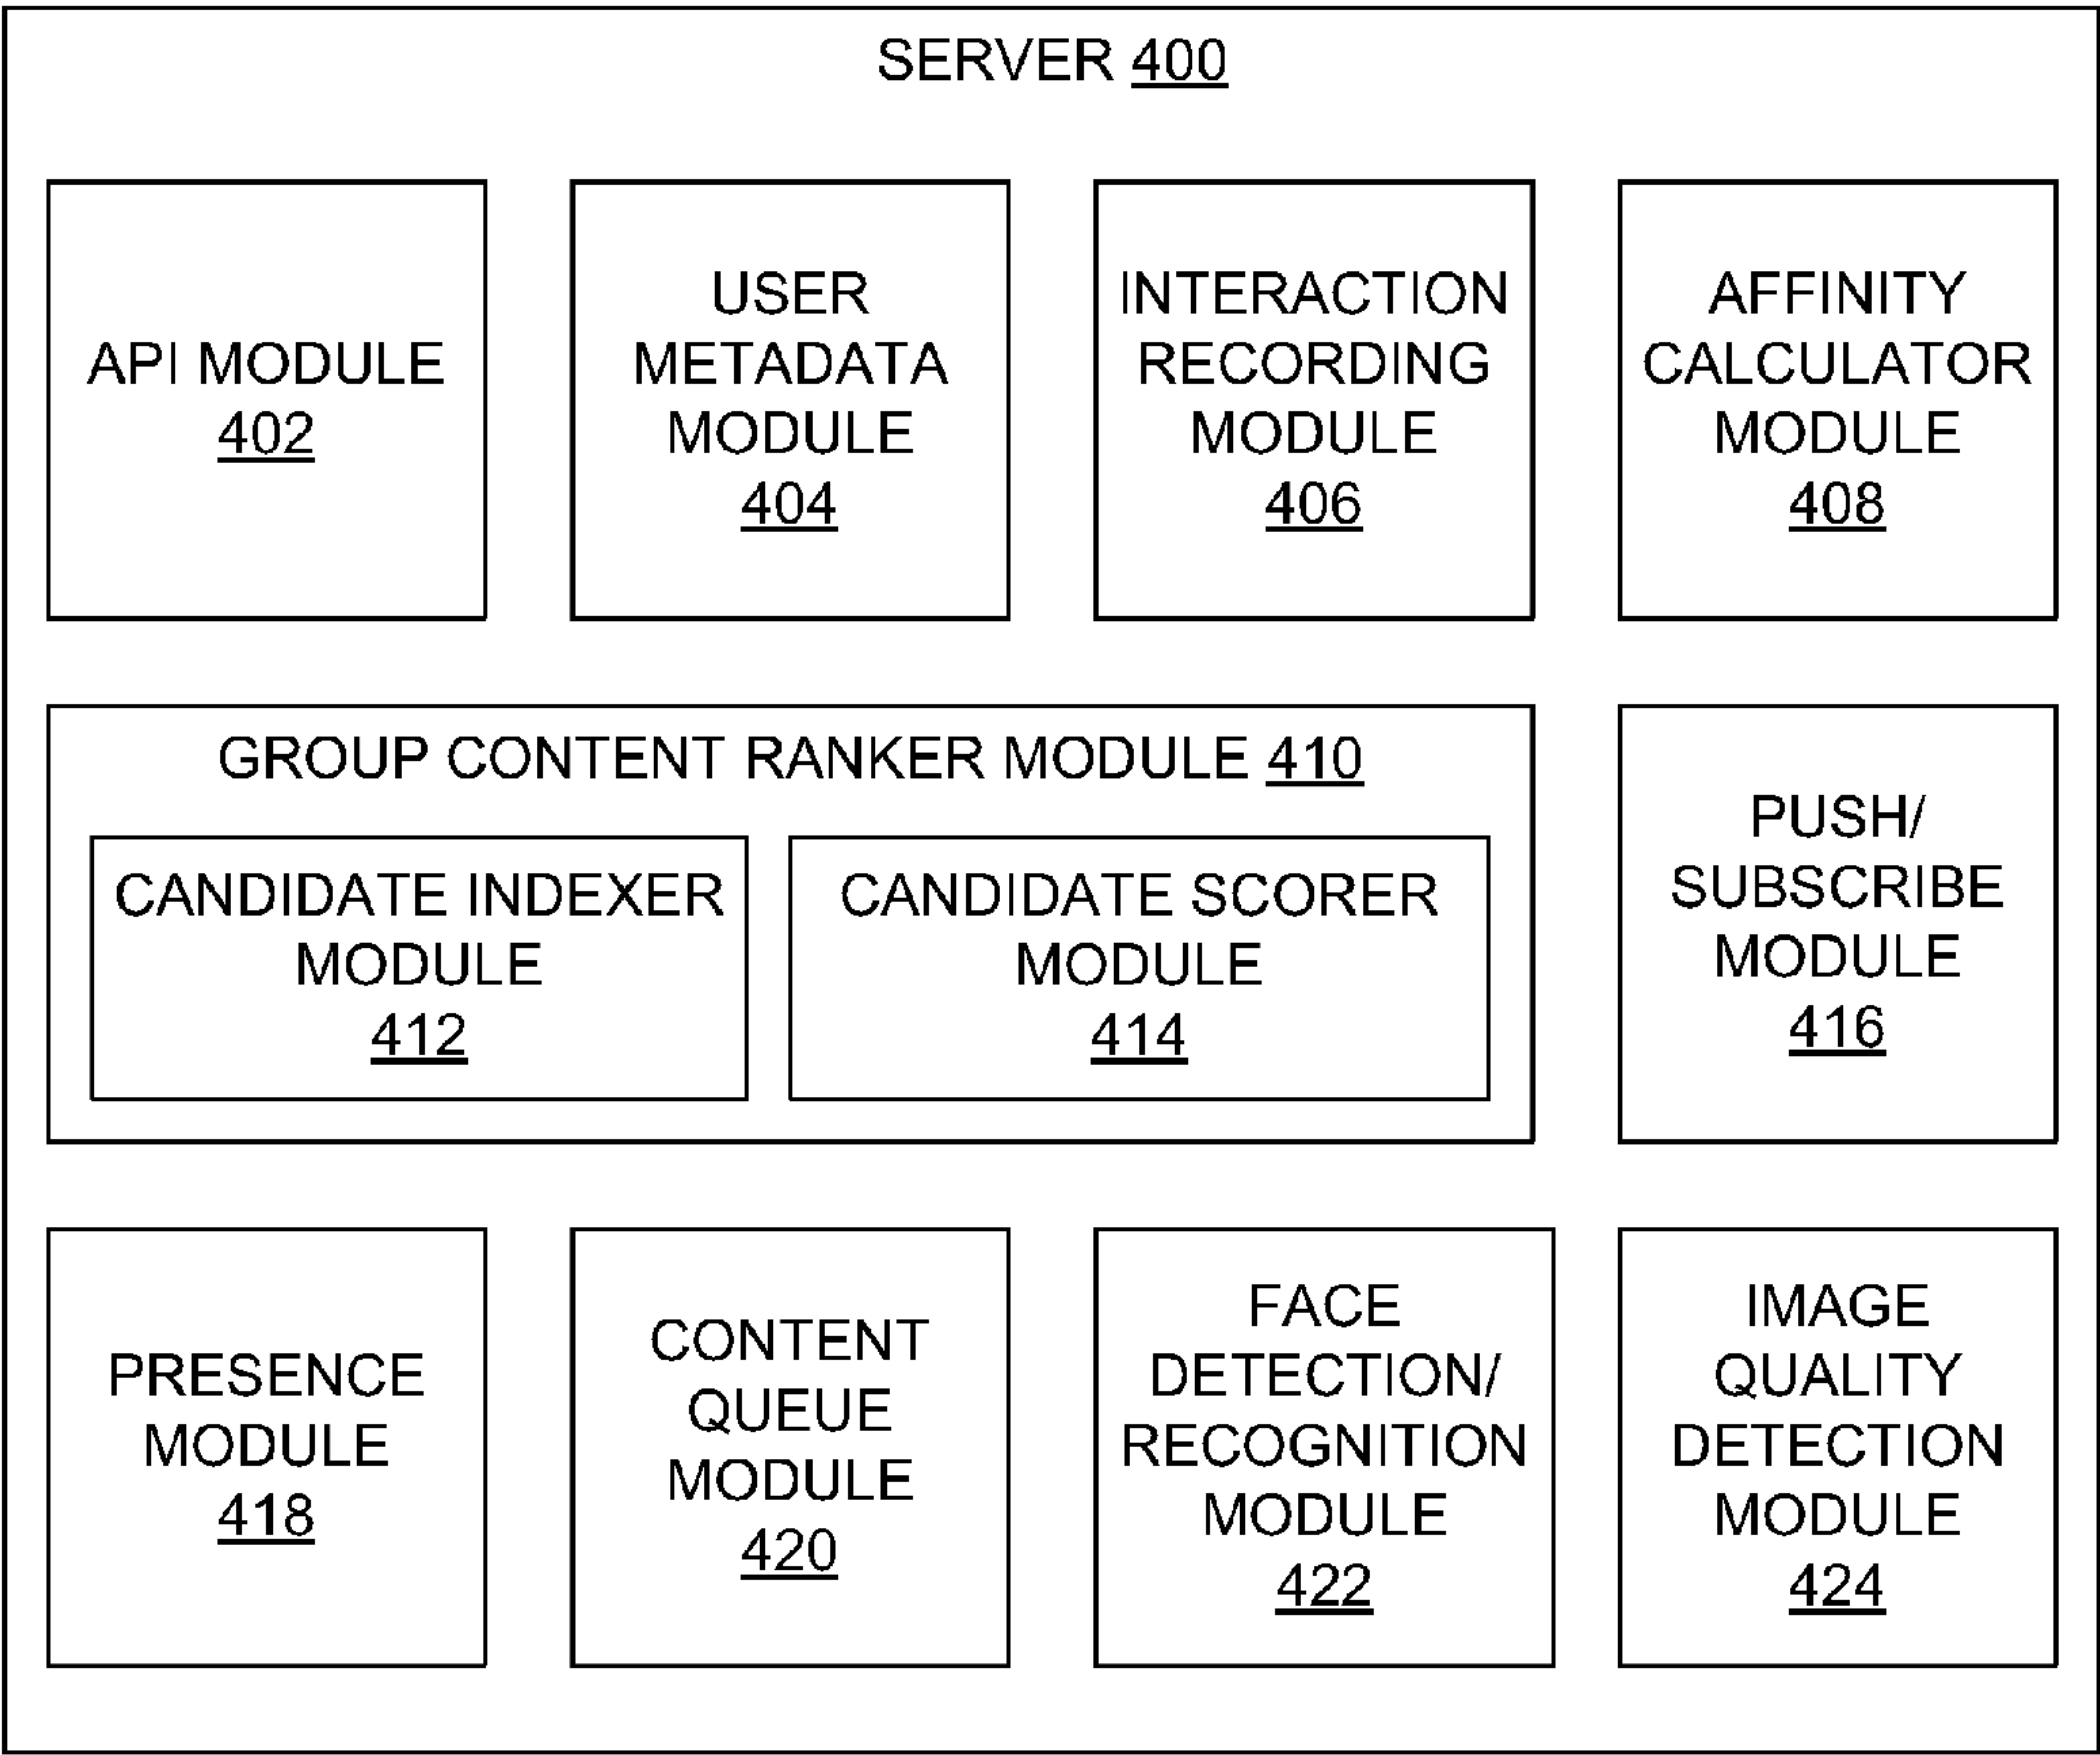 SERVER 400
API MODULE
402
USER
METADATA
MODULE
404
INTERACTION
RECORDING
MODULE
406
AFFINITY
CALCULATOR
MODULE
408
GROUP CONTENT RANKER MODULE 410
CANDIDATE INDEXER
MODULE
412
CANDIDATE SCORER
MODULE
414
PUSH/
SUBSCRIBE
MODULE
416
PRESENCE
MODULE
418
CONTENT
QUEUE
MODULE
420
FACE
DETECTION/
RECOGNITION
MODULE
422
IMAGE
QUALITY
DETECTION
MODULE
424